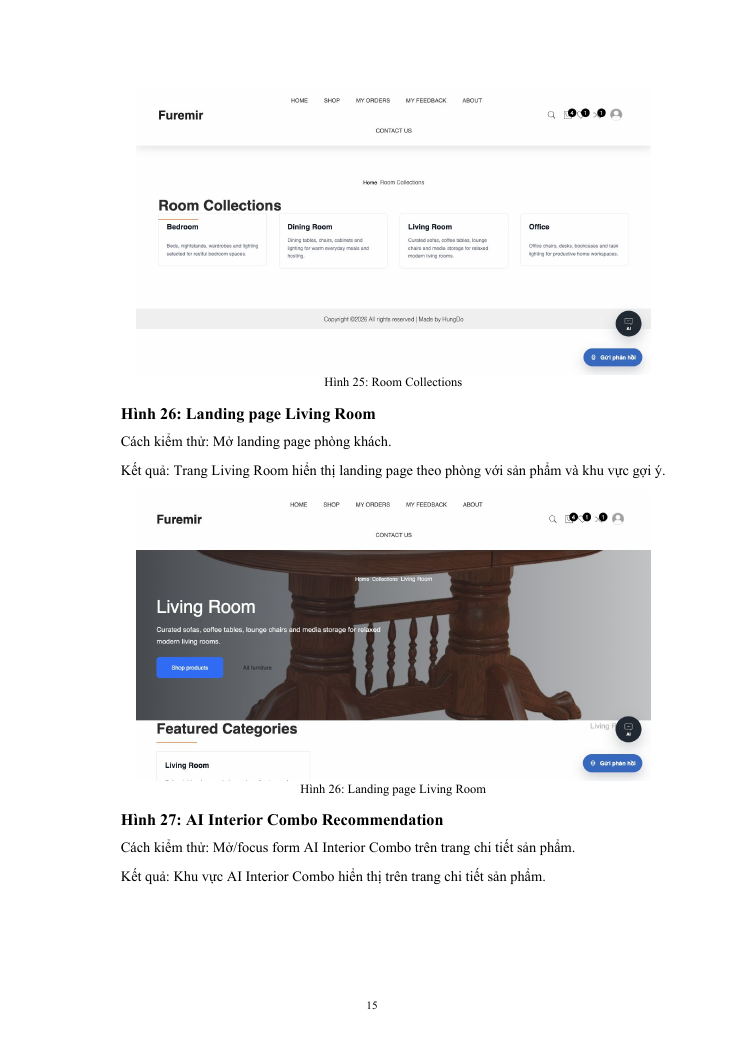 HOME SHOP MY ORDERS MY FEEDBACK ABOUT
Furemir
4 1 1
CONTACT US
Home Room Collections
Room Collections
Bedroom
Beds, nightstands, wardrobes and lighting
selected for restful bedroom spaces.
Dining Room
Dining tables, chairs, cabinets and
lighting for warm everyday meals and
hosting.
Living Room
Curated sofas, coffee tables, lounge
chairs and media storage for relaxed
modern living rooms.
Office
Office chairs, desks, bookcases and task
lighting for productive home workspaces.
Copyright ©2026 All rights reserved | Made by HungDo
AI
Gửi phản hồi
Hình 25: Room Collections
Hình 26: Landing page Living Room
Cách kiểm thử: Mở landing page phòng khách.
Kết quả: Trang Living Room hiển thị landing page theo phòng với sản phẩm và khu vực gợi ý.
HOME SHOP MY ORDERS MY FEEDBACK ABOUT
Furemir
4 1 1
CONTACT US
Home Collections Living Room
Living Room
Curated sofas, coffee tables, lounge chairs and media storage for relaxed
modern living rooms.
Shop products All furniture
Featured Categories
Living
AI
Living Room
Gửi phản hồi
Hình 26: Landing page Living Room
Hình 27: AI Interior Combo Recommendation
Cách kiểm thử: Mở/focus form AI Interior Combo trên trang chi tiết sản phẩm.
Kết quả: Khu vực AI Interior Combo hiển thị trên trang chi tiết sản phẩm.
15